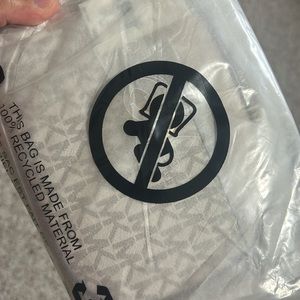 THIS BAG IS MADE FROM
100% RECYCLED MATERIAL